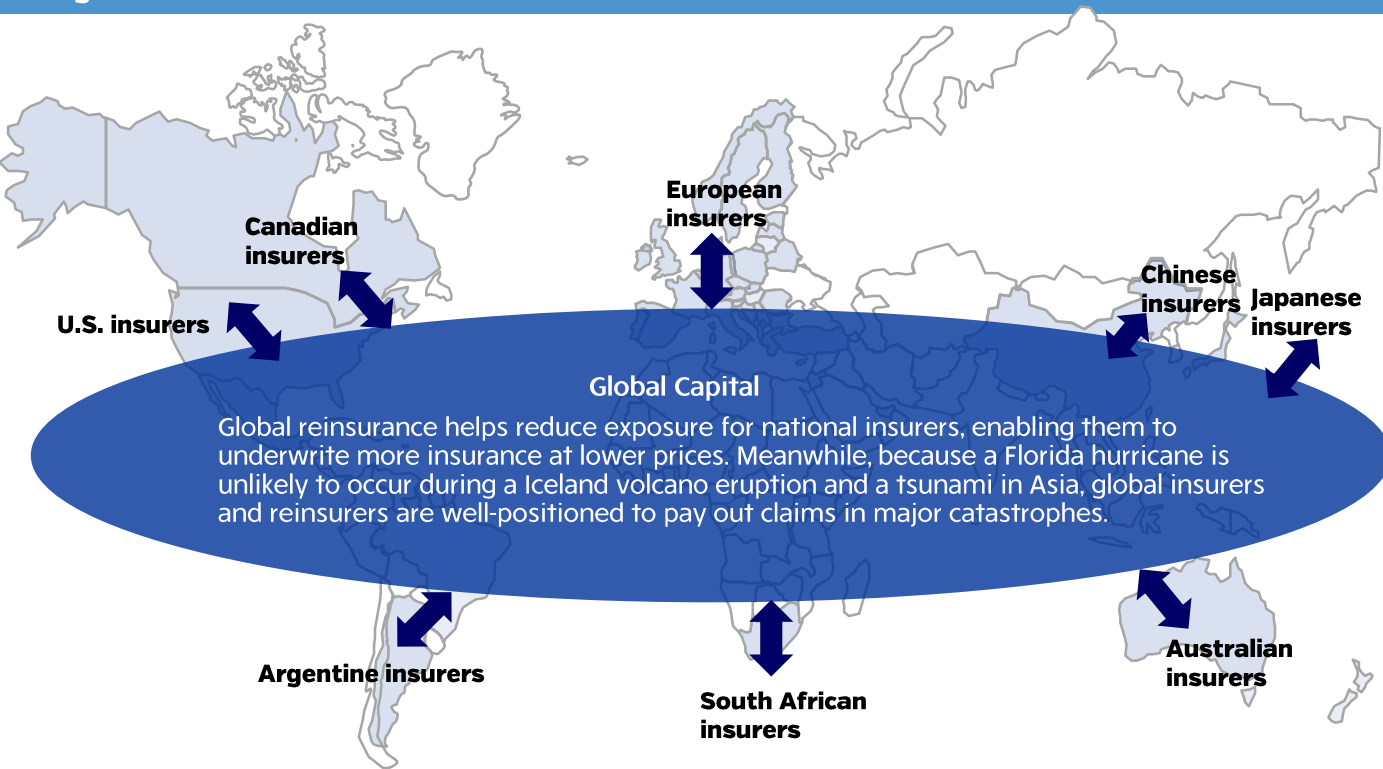 European
insurers
Canadian
insurers
Chinese
insurers
Japanese
insurers
U.S. insurers
Global Capital
Global reinsurance helps reduce exposure for national insurers, enabling them to
underwrite more insurance at lower prices. Meanwhile, because a Florida hurricane is
unlikely to occur during a Iceland volcano eruption and a tsunami in Asia, global insurers
and reinsurers are well-positioned to pay out claims in major catastrophes.
Argentine insurers
South African
insurers
Australian
insurers